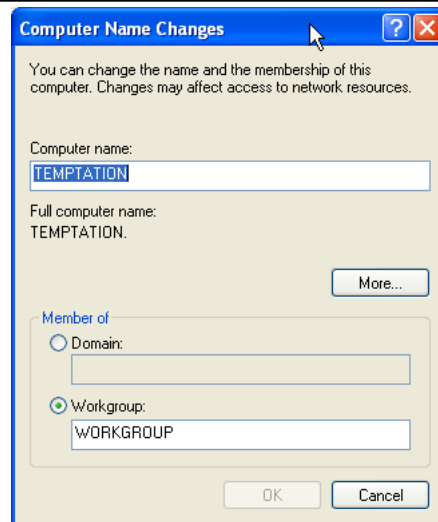 Computer Name Changes
You can change the name and the membership of this
computer. Changes may affect access to network resources.
Computer name:
TEMPTATION
Full computer name:
TEMPTATION.
More...
Member of
Domain:
Workgroup:
WORKGROUP
OK Cancel